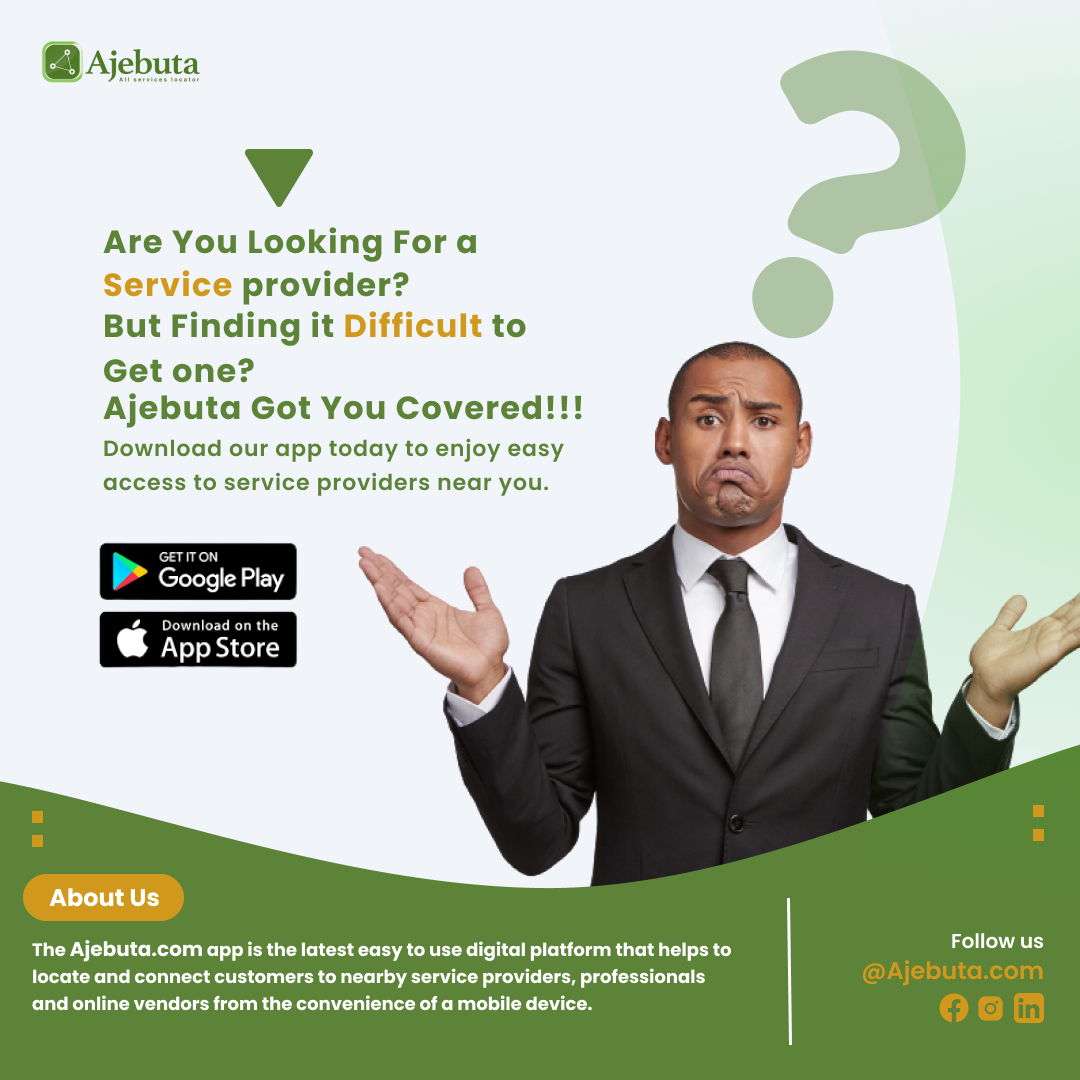 Ajebuta
All services locator
Are You Looking For a
Service provider?
But Finding it Difficult to
Get one?
Ajebuta Got You Covered!!!
Download our app today to enjoy easy
access to service providers near you.
GET IT ON
Google Play
Download on the
App Store
About Us
The Ajebuta.com app is the latest easy to use digital platform that helps to
locate and connect customers to nearby service providers, professionals
and online vendors from the convenience of a mobile device.
Follow us
@Ajebuta.com